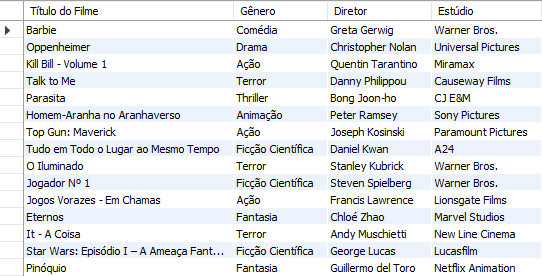 Título do Filme Gênero Diretor Estúdio
Barbie Comédia Greta Gerwig Warner Bros.
Oppenheimer Drama Christopher Nolan Universal Pictures
Kill Bill - Volume 1 Ação Quentin Tarantino Miramax
Talk to Me Terror Danny Philippou Causeway Films
Parasita Thriller Bong Joon-ho CJ E&M
Homem-Aranha no Aranhaverso Animação Peter Ramsey Sony Pictures
Top Gun: Maverick Ação Joseph Kosinski Paramount Pictures
Tudo em Todo o Lugar ao Mesmo Tempo Ficção Científica Daniel Kwan A24
O Iluminado Terror Stanley Kubrick Warner Bros.
Jogador Nº 1 Ficção Científica Steven Spielberg Warner Bros.
Jogos Vorazes - Em Chamas Ação Francis Lawrence Lionsgate Films
Eternos Fantasia Chloé Zhao Marvel Studios
It - A Coisa Terror Andy Muschietti New Line Cinema
Star Wars: Episódio I – A Ameaça Fant... Ficção Científica George Lucas Lucasfilm
Pinóquio Fantasia Guillermo del Toro Netflix Animation